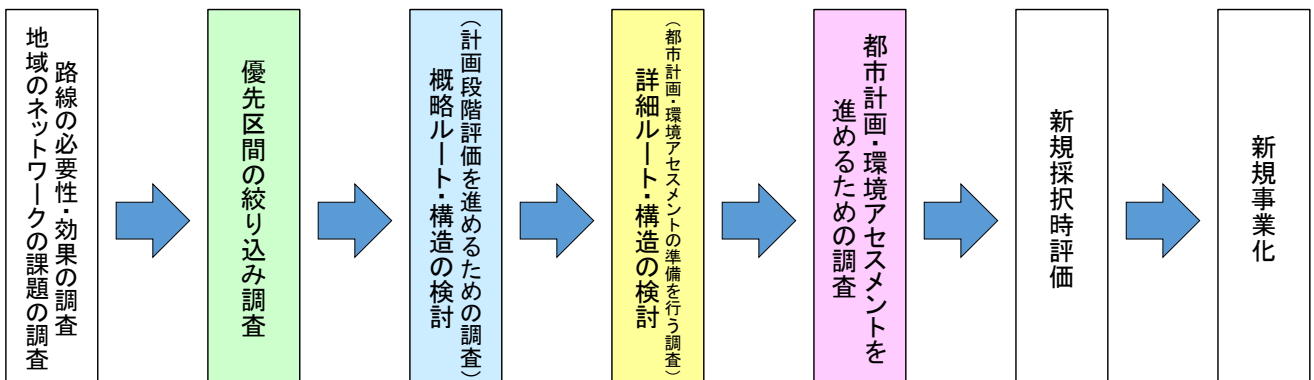 路線の必要性・効果の調査
地域のネットワークの課題の調査
優先区間の絞り込み調査
（計画段階評価を進めるための調査）
概略ルート・構造の検討
（都市計画・環境アセスメントの準備を行う調査）
詳細ルート・構造の検討
都市計画・環境アセスメントを
進めるための調査
新規採択時評価
新規事業化